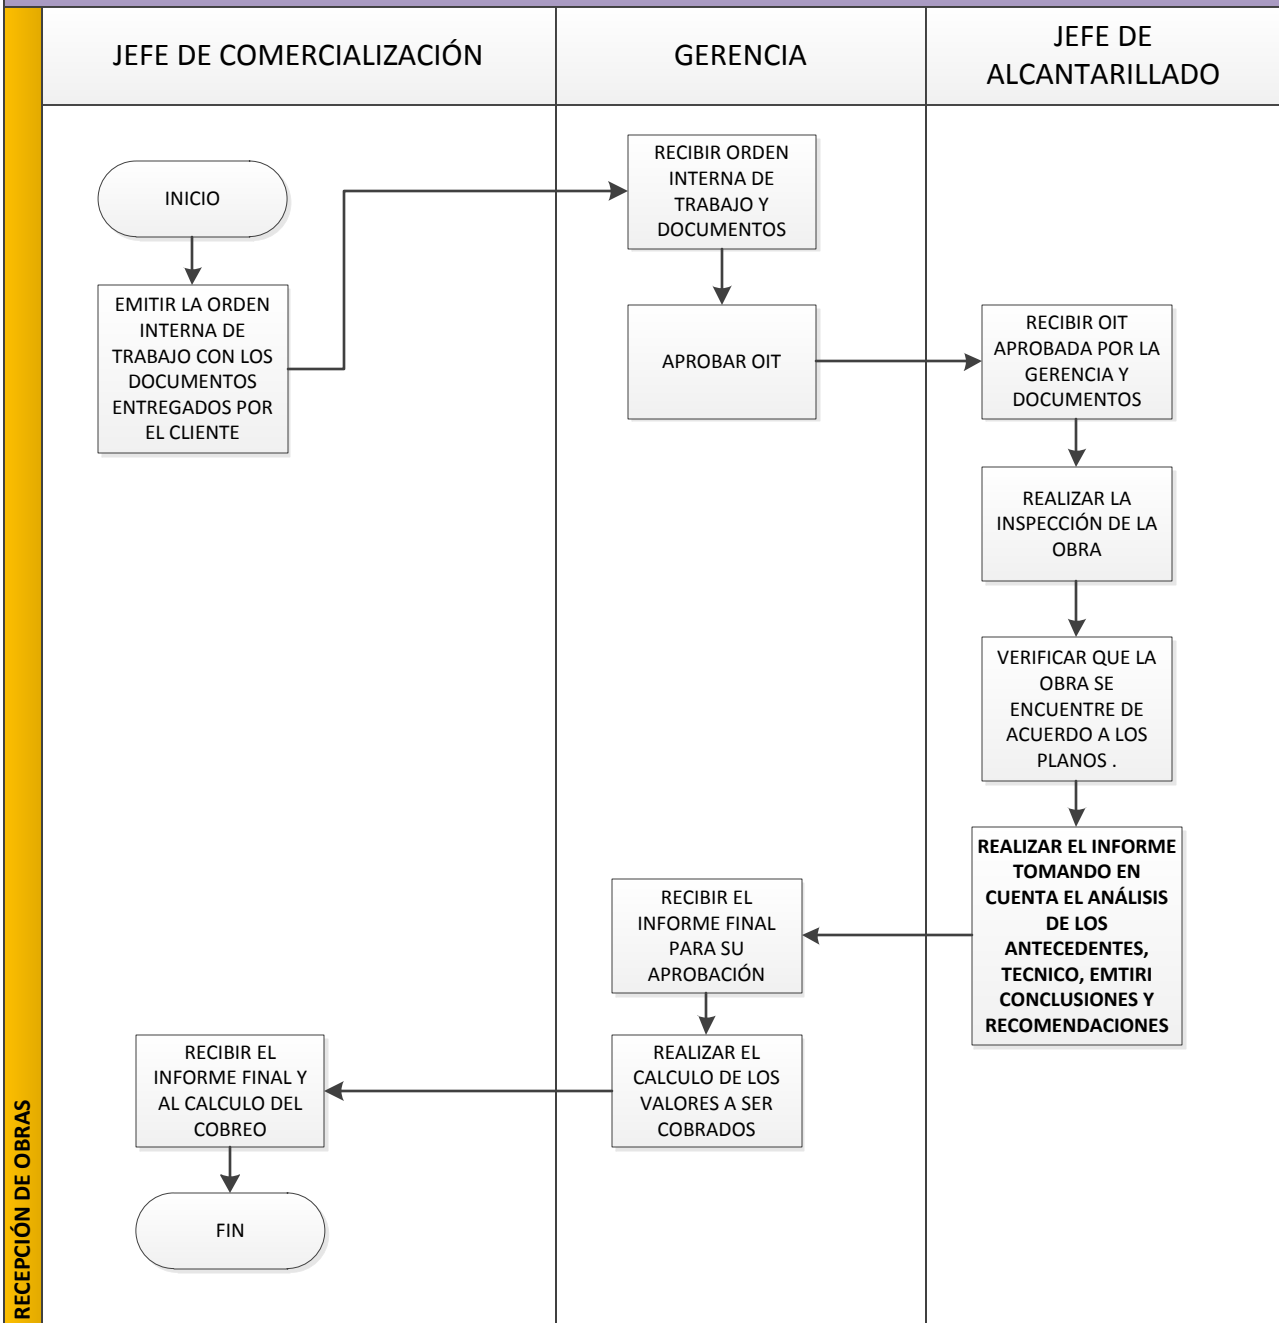 JEFE DE COMERCIALIZACIÓN
GERENCIA
JEFE DE
ALCANTARILLADO
INICIO
EMITIR LA ORDEN
INTERNA DE
TRABAJO CON LOS
DOCUMENTOS
ENTREGADOS POR
EL CLIENTE
RECIBIR ORDEN
INTERNA DE
TRABAJO Y
DOCUMENTOS
APROBAR OIT
RECIBIR OIT
APROBADA POR LA
GERENCIA Y
DOCUMENTOS
REALIZAR LA
INSPECCIÓN DE LA
OBRA
VERIFICAR QUE LA
OBRA SE
ENCUENTRE DE
ACUERDO A LOS
PLANOS .
REALIZAR EL INFORME
TOMANDO EN
CUENTA EL ANÁLISIS
DE LOS
ANTECEDENTES,
TECNICO, EMTIRI
CONCLUSIONES Y
RECOMENDACIONES
RECIBIR EL
INFORME FINAL
PARA SU
APROBACIÓN
REALIZAR EL
CALCULO DE LOS
VALORES A SER
COBRADOS
RECIBIR EL
INFORME FINAL Y
AL CALCULO DEL
COBREO
FIN
RECEPCIÓN DE OBRAS